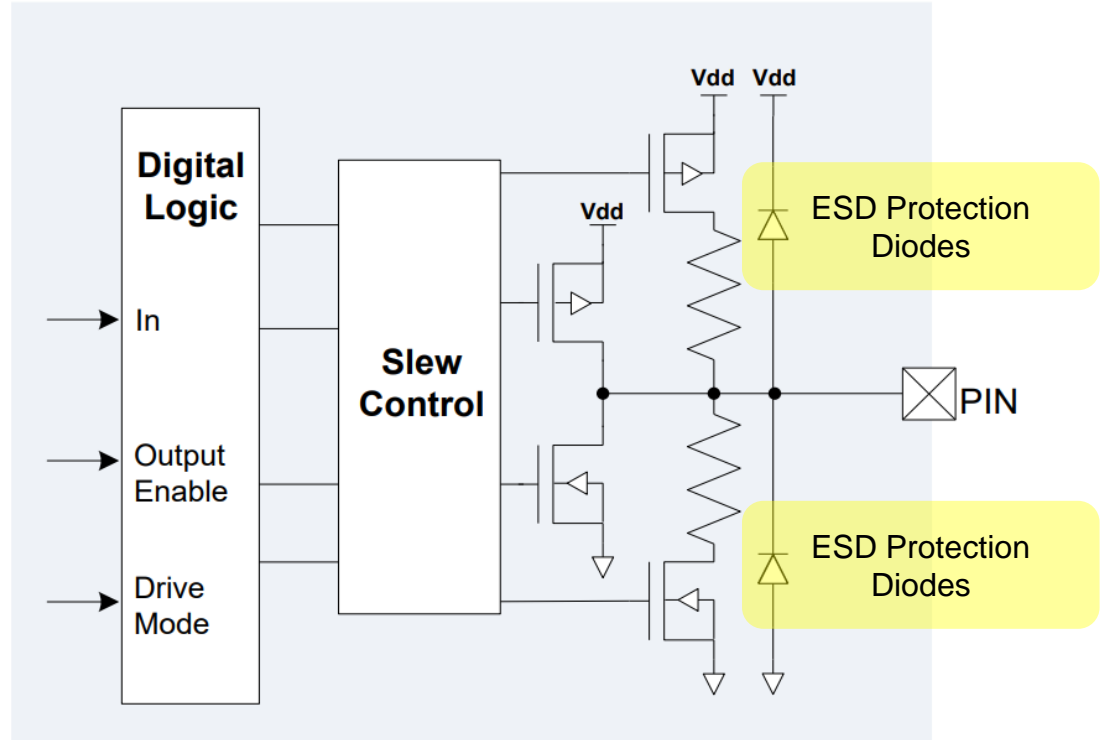 Vdd
Vdd
Digital
Logic
ESD Protection
Diodes
Vdd
In
Slew
Control
PIN
Output
Enable
ESD Protection
Diodes
Drive
Mode